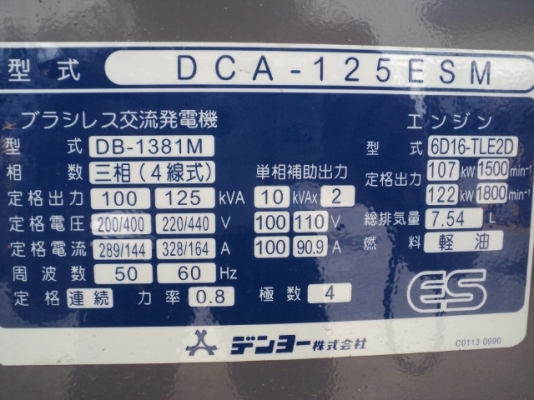 型式 DCA-125ESM
ブラシレス交流発電機 エンジン
型式 DB-1381M 型式 6D16-TLE2D
相数 三相(4線式) 単相補助出力 定格出力 107 kW 1500 min-1
定格出力 100 125 kVA 10 kVAx 2 122 kW 1800 min-1
定格電圧 200/400 220/440 V 100 110 V 総排気量 7.54 L
定格電流 289/144 328/164 A 100 90.9 A 燃料 軽油
周波数 50 60 Hz
定格 連続 力率 0.8 極数 4 ES
デンヨー株式会社 C0113 0990